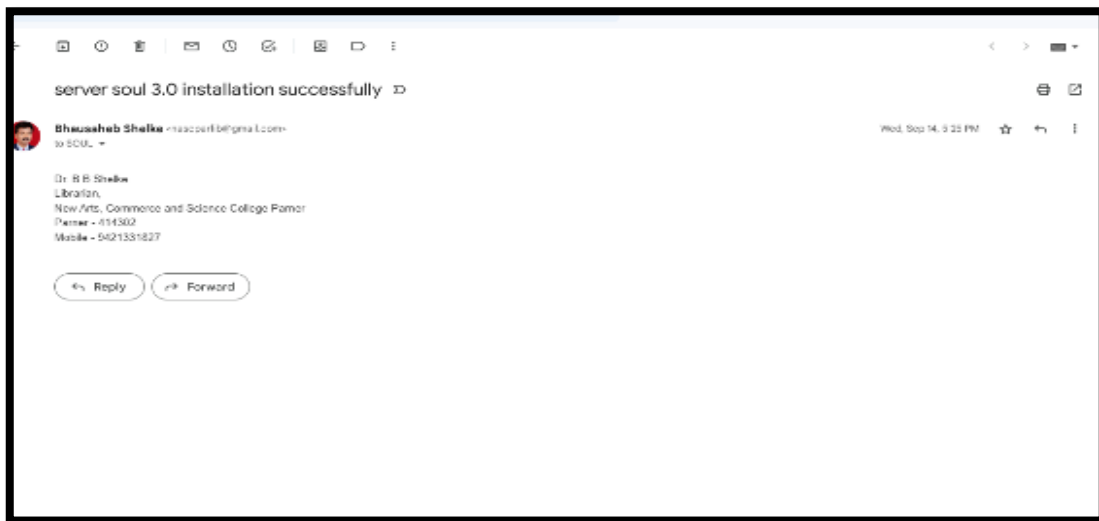 server soul 3.0 installation successfully
Bhausaheb Shelke
Wed, Sep 14, 5:25 PM
to SOUL
Dr. B B Shelke
Librarian,
New Arts, Commerce and Science College Parner
Parner - 414302
Mobile - 9421331827
Reply
Forward